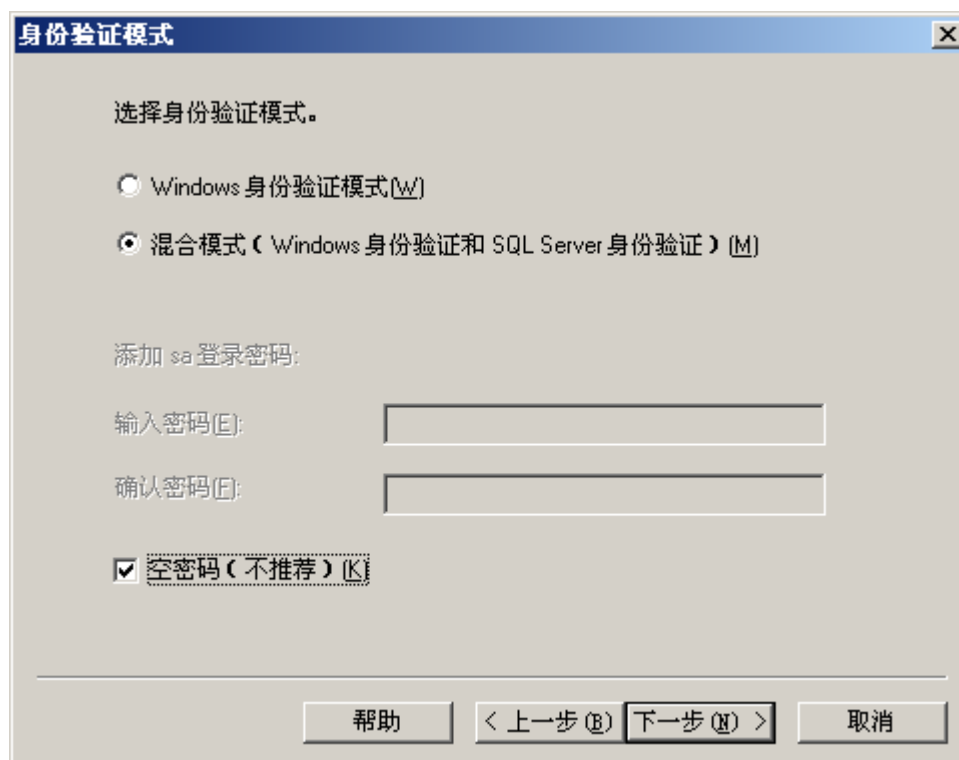 身份验证模式
选择身份验证模式。
Windows 身份验证模式(W)
混合模式（Windows 身份验证和 SQL Server 身份验证）(M)
添加 sa 登录密码:
输入密码(E):
确认密码(F):
空密码（不推荐）(K)
帮助 < 上一步(B) 下一步(N) > 取消